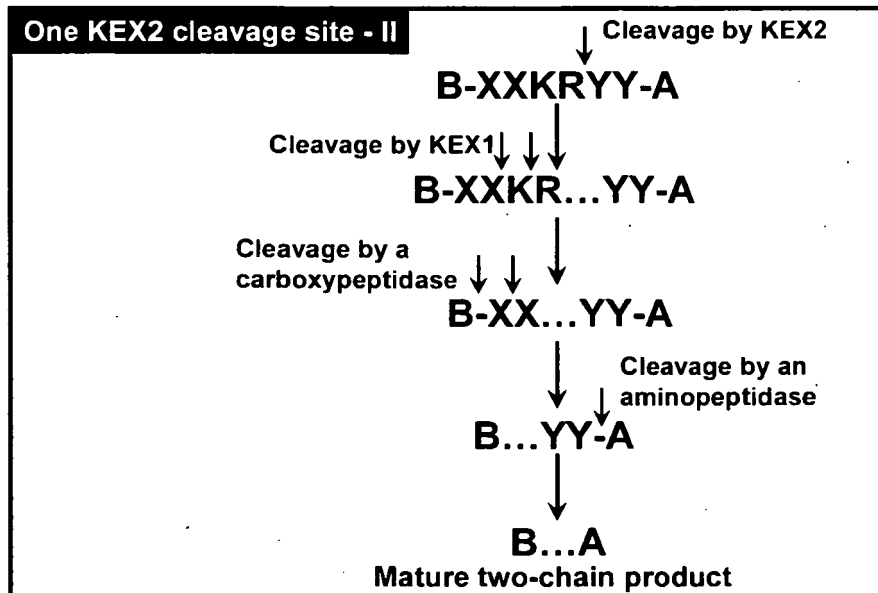 One KEX2 cleavage site - II
Cleavage by KEX2
B-XXKRYY-A
Cleavage by KEX1
B-XXKR...YY-A
Cleavage by a
carboxypeptidase
B-XX...YY-A
Cleavage by an
aminopeptidase
B...YY-A
B...A
Mature two-chain product